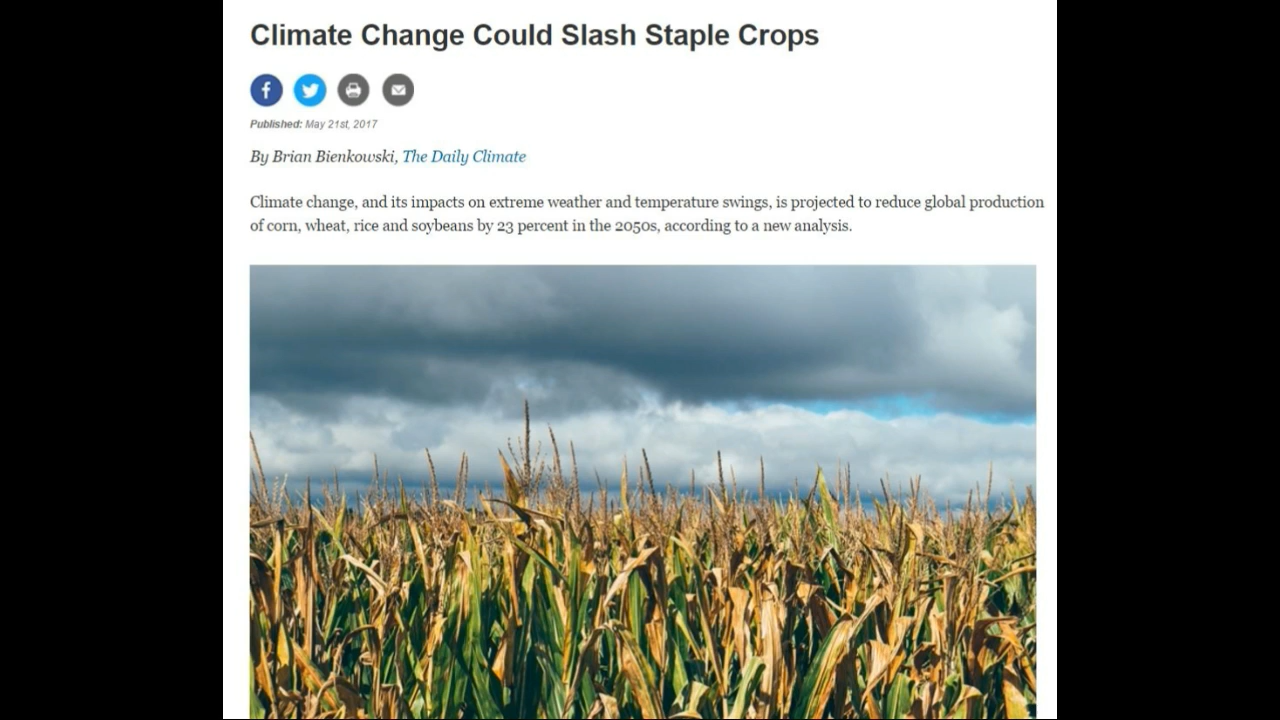 Climate Change Could Slash Staple Crops
Published: May 21st, 2017
By Brian Bienkowski, The Daily Climate
Climate change, and its impacts on extreme weather and temperature swings, is projected to reduce global production
of corn, wheat, rice and soybeans by 23 percent in the 2050s, according to a new analysis.